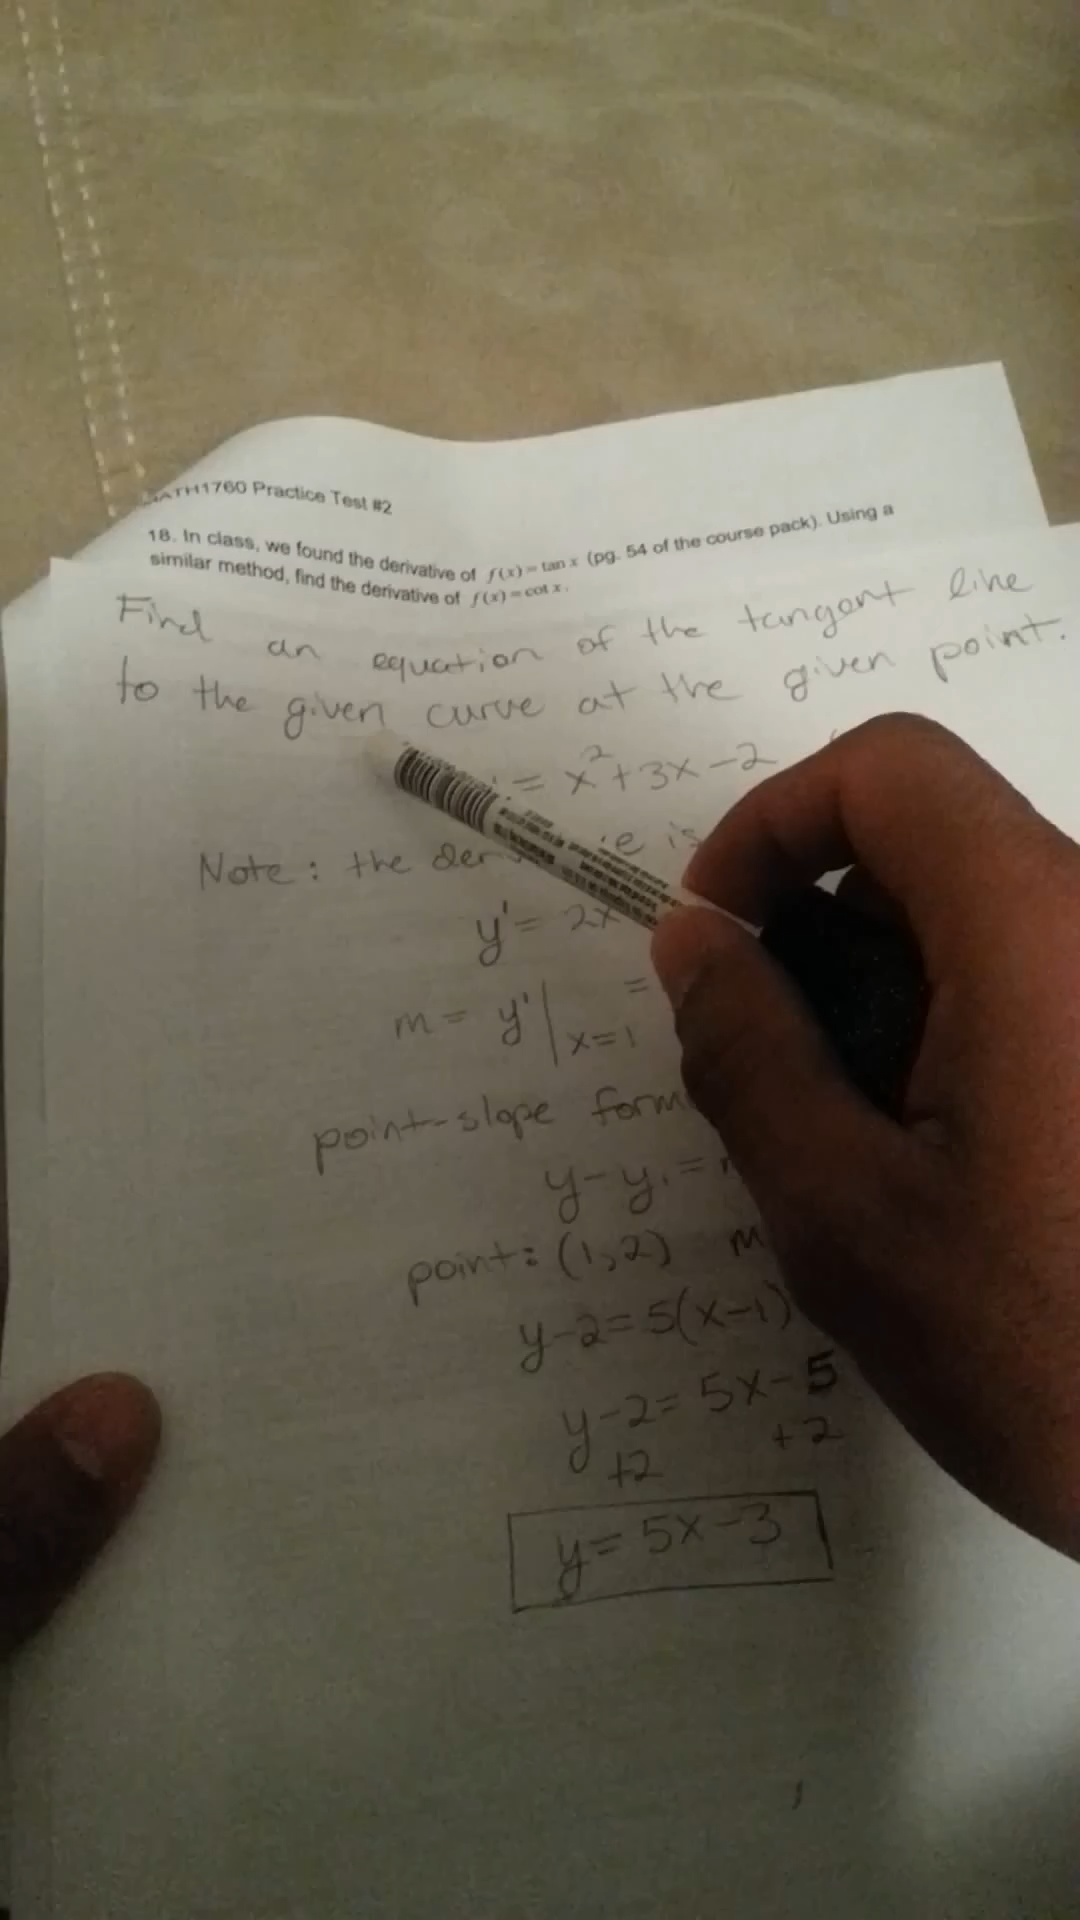 MATH1760 Practice Test #2
18. In class, we found the derivative of f(x) = tan x (pg. 54 of the course pack). Using a
similar method, find the derivative of f(x) = cot x.
Find an equation of the tangent line
to the given curve at the given point.
= x²+3x-2
Note: the is
y' = 2x
m = y'| x=1 =
point-slope
y-y₁ =
point: (1,2) m
y-2=5(x-1)
y-2= 5x-5
+2 +2
y= 5x-3